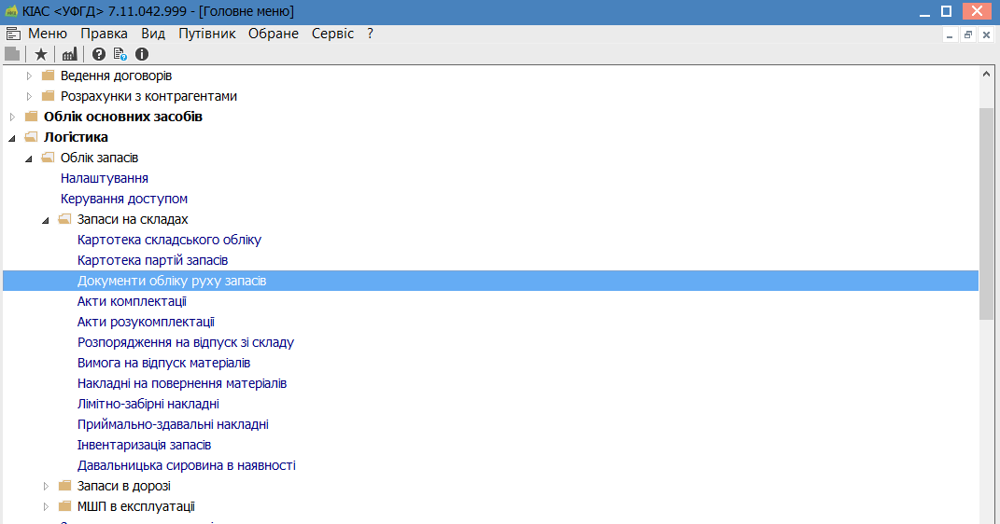 КІАС <УФГД> 7.11.042.999 - [Головне меню]
Меню Правка Вид Путівник Обране Сервіс ?
Ведення договорів
Розрахунки з контрагентами
Облік основних засобів
Логістика
Облік запасів
Налаштування
Керування доступом
Запаси на складах
Картотека складського обліку
Картотека партій запасів
Документи обліку руху запасів
Акти комплектації
Акти розукомплектації
Розпорядження на відпуск зі складу
Вимога на відпуск матеріалів
Накладні на повернення матеріалів
Лімітно-забірні накладні
Приймально-здавальні накладні
Інвентаризація запасів
Давальницька сировина в наявності
Запаси в дорозі
МШП в експлуатації